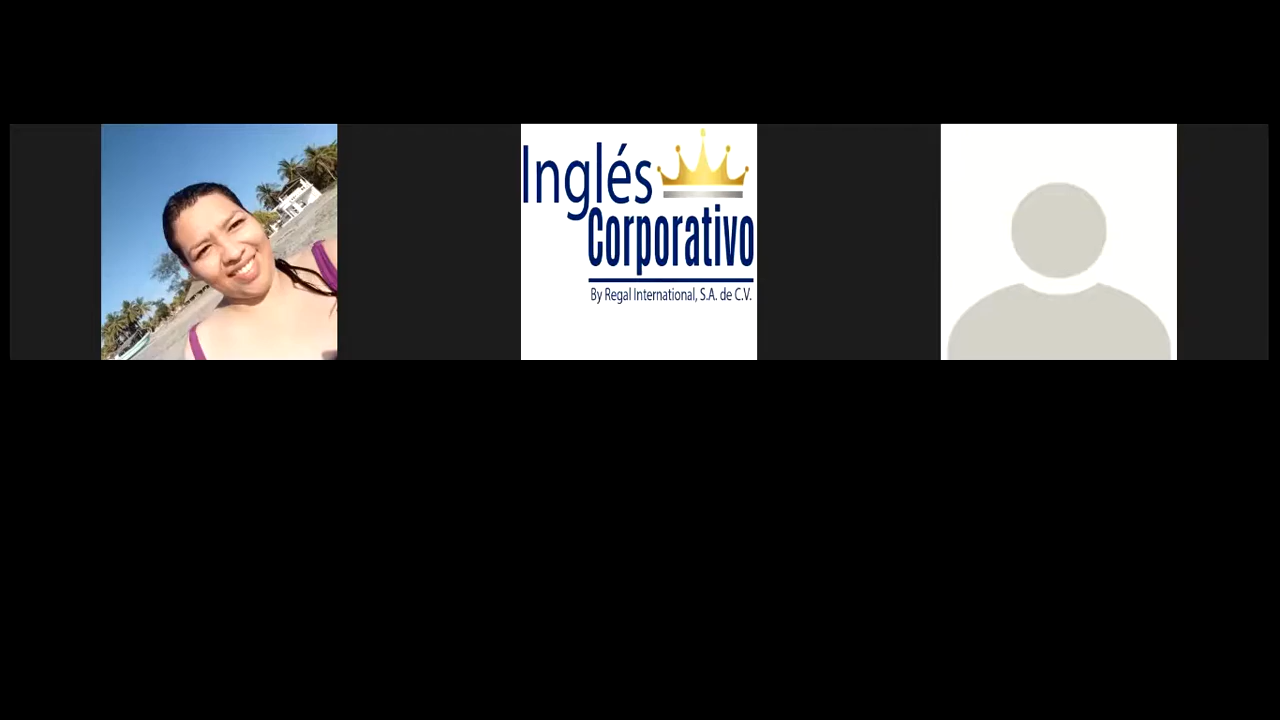 Inglés
Corporativo
By Regal International, S.A. de C.V.